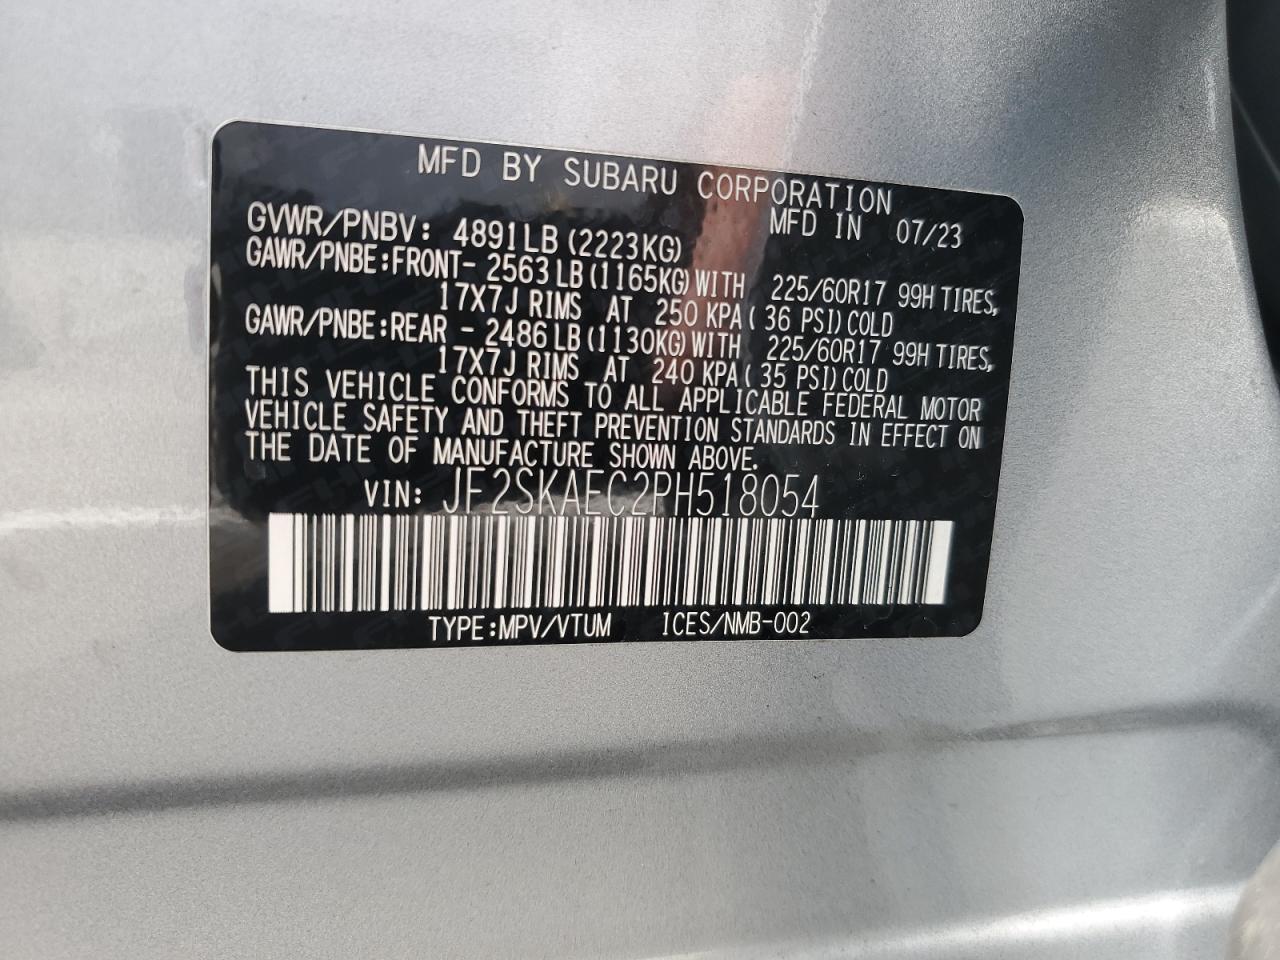 MFD BY SUBARU CORPORATION
MFD IN 07/23
GVWR/PNBV: 4891LB (2223KG)
GAWR/PNBE:FRONT- 2563LB(1165KG)WITH 225/60R17 99H TIRES,
17X7J RIMS AT 250 KPA( 36 PSI)COLD
GAWR/PNBE:REAR - 2486LB(1130KG)WITH 225/60R17 99H TIRES,
17X7J RIMS AT 240 KPA( 35 PSI)COLD
THIS VEHICLE CONFORMS TO ALL APPLICABLE FEDERAL MOTOR
VEHICLE SAFETY AND THEFT PREVENTION STANDARDS IN EFFECT ON
THE DATE OF MANUFACTURE SHOWN ABOVE.
VIN: JF2SKAEC2PH518054
TYPE:MPV/VTUM ICES/NMB-002